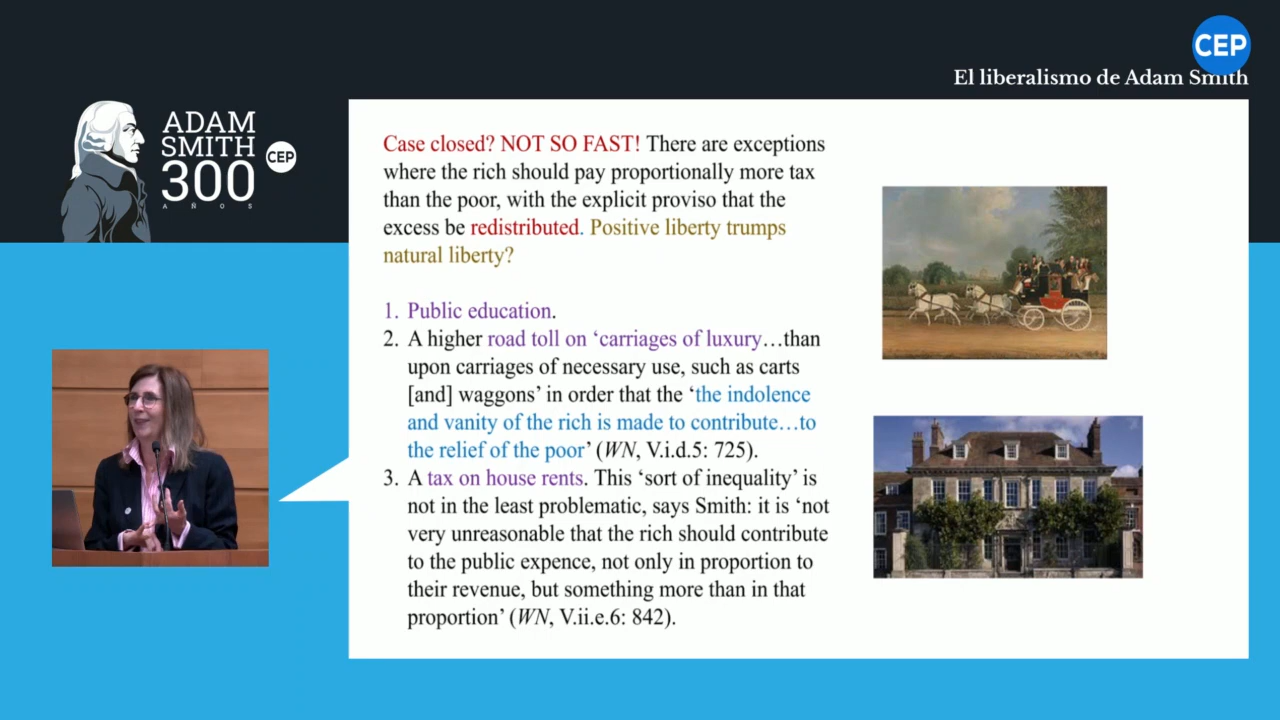 CEP
El liberalismo de Adam Smith
ADAM
SMITH
300
AÑOS
CEP
Case closed? NOT SO FAST! There are exceptions
where the rich should pay proportionally more tax
than the poor, with the explicit proviso that the
excess be redistributed. Positive liberty trumps
natural liberty?
1. Public education.
2. A higher road toll on ‘carriages of luxury…than
upon carriages of necessary use, such as carts
[and] waggons’ in order that the ‘the indolence
and vanity of the rich is made to contribute…to
the relief of the poor’ (WN, V.i.d.5: 725).
3. A tax on house rents. This ‘sort of inequality’ is
not in the least problematic, says Smith: it is ‘not
very unreasonable that the rich should contribute
to the public expence, not only in proportion to
their revenue, but something more than in that
proportion’ (WN, V.ii.e.6: 842).